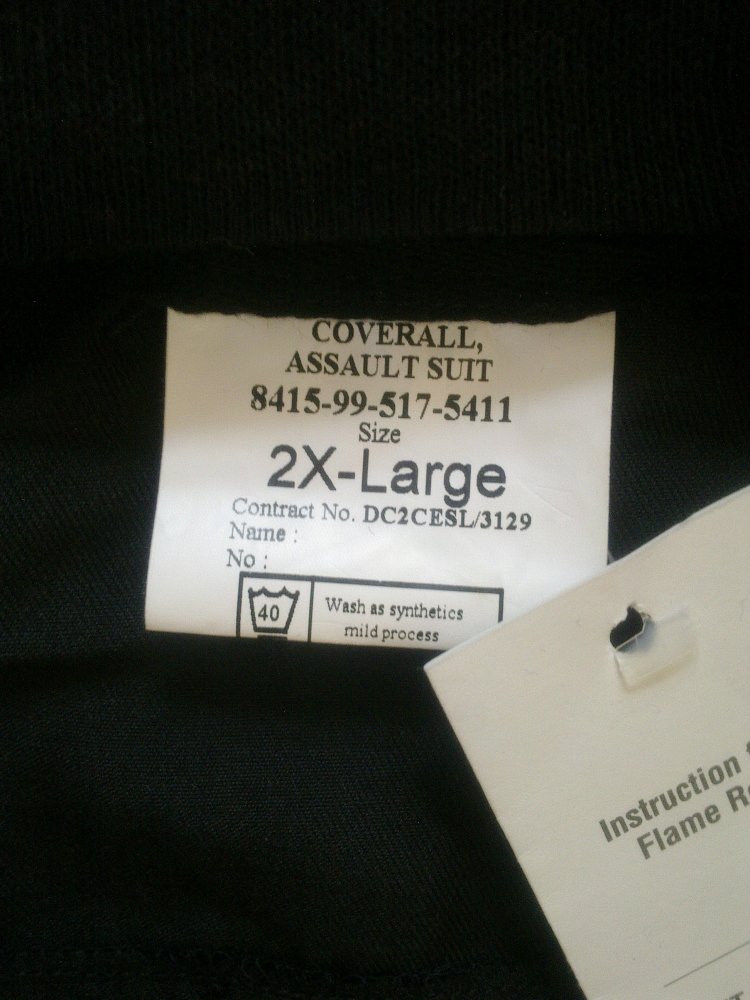 COVERALL,
ASSAULT SUIT
8415-99-517-5411
Size
2X-Large
Contract No. DC2CESL/3129
Name :
No :
40
Wash as synthetics
mild process
Instruction
Flame